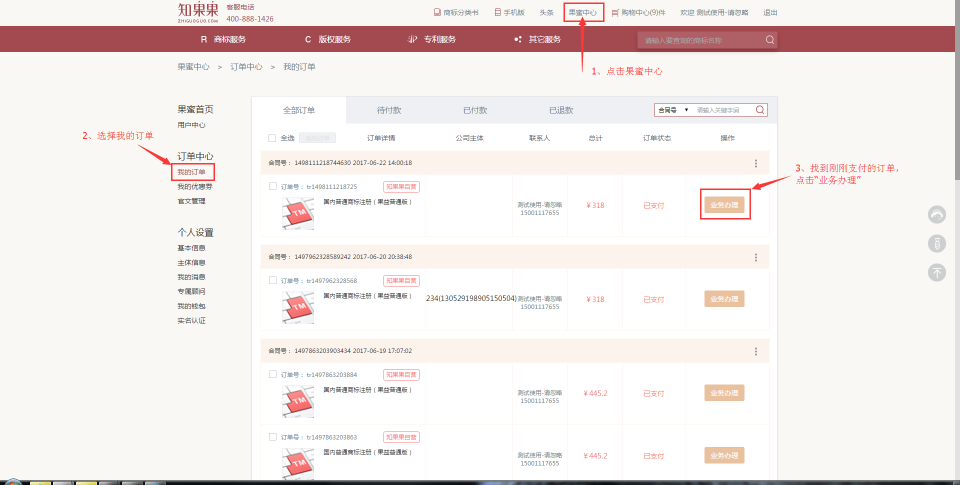 知果果
ZHIGUOGUO.COM
客服电话
400-888-1426
商标分类书 手机版 头条 果蜜中心 购物中心(9)件 欢迎 测试使用-请忽略 退出
R 商标服务 C 版权服务 专利服务 其它服务
请输入要查询的商标名称
1、点击果蜜中心
果蜜中心 > 订单中心 > 我的订单
果蜜首页
用户中心
2、选择我的订单
订单中心
我的订单
我的优惠券
官文管理
个人设置
基本信息
主体信息
我的消息
专属顾问
我的钱包
实名认证
全部订单 待付款 已付款 已退款
合同号 ▼ 请输入关键字词
全选 订单详情 公司主体 联系人 总计 订单状态 操作
合同号： 1498111218744630 2017-06-22 14:00:18
订单号：tr1498111218725 知果果自营
TM
国内普通商标注册（果益普通版）
测试使用-请忽略
15001117655
¥ 318
已支付
业务办理
3、找到刚刚支付的订单，
点击“业务办理”
合同号： 1497962328589242 2017-06-20 20:38:48
订单号：tr1497962328568 知果果自营
TM
国内普通商标注册（果益普通版）
234(130529198905150504)
测试使用-请忽略
15001117655
¥ 318
已支付
业务办理
合同号： 1497863203903434 2017-06-19 17:07:02
订单号：tr1497863203884 知果果自营
TM
国内普通商标注册（果益普通版）
测试使用-请忽略
15001117655
¥ 445.2
已支付
业务办理
订单号：tr1497863203863 知果果自营
TM
国内普通商标注册（果益普通版）
测试使用-请忽略
15001117655
¥ 445.2
已支付
业务办理